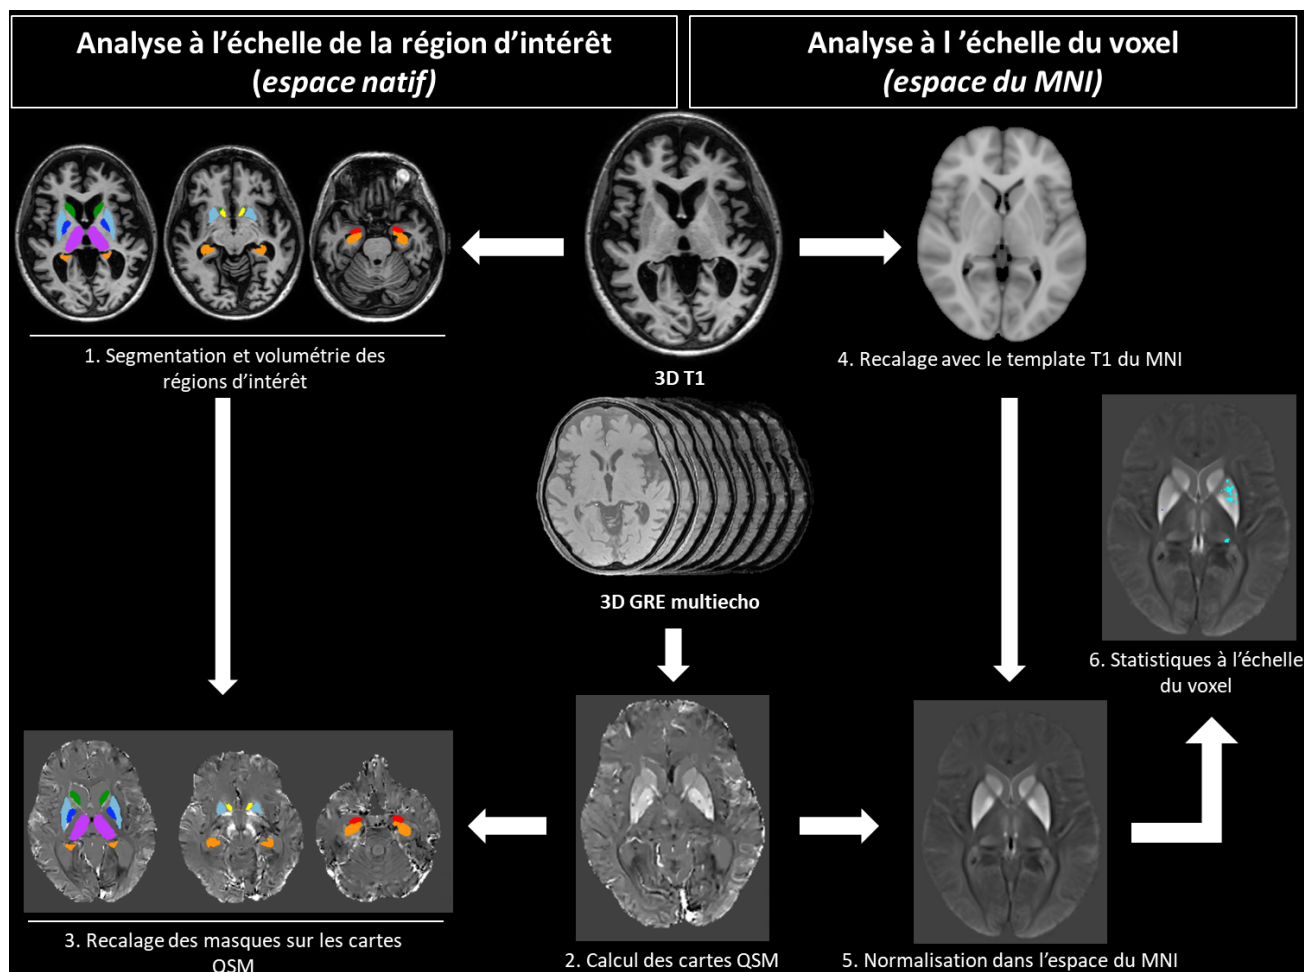 Analyse à l'échelle de la région d'intérêt
(espace natif)
Analyse à l 'échelle du voxel
(espace du MNI)
1. Segmentation et volumétrie des
régions d'intérêt
3D T1
4. Recalage avec le template T1 du MNI
3D GRE multiecho
6. Statistiques à l'échelle
du voxel
3. Recalage des masques sur les cartes
QSM
2. Calcul des cartes QSM
5. Normalisation dans l'espace du MNI